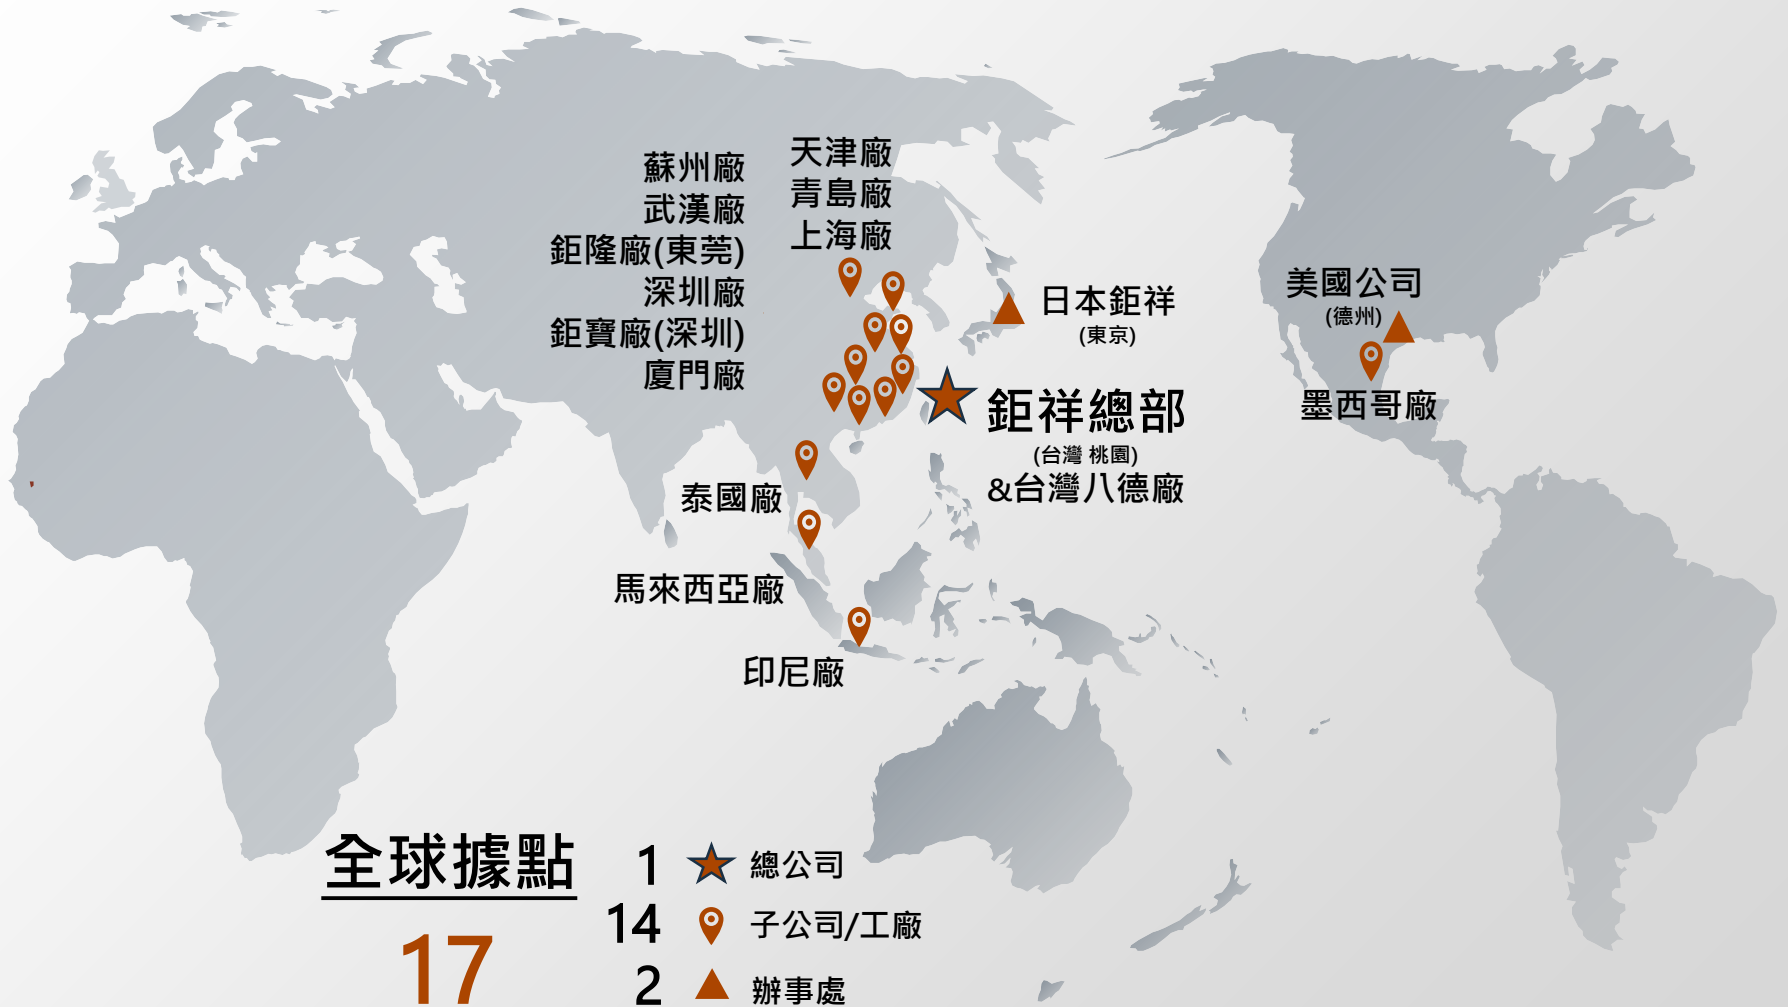 天津廠
青島廠
上海廠
蘇州廠
武漢廠
鉅隆廠(東莞)
深圳廠
鉅寶廠(深圳)
廈門廠
日本鉅祥
(東京)
美國公司
(德州)
墨西哥廠
鉅祥總部
(台灣 桃園)
&台灣八德廠
泰國廠
馬來西亞廠
印尼廠
全球據點
17
1 總公司
14 子公司/工廠
2 辦事處